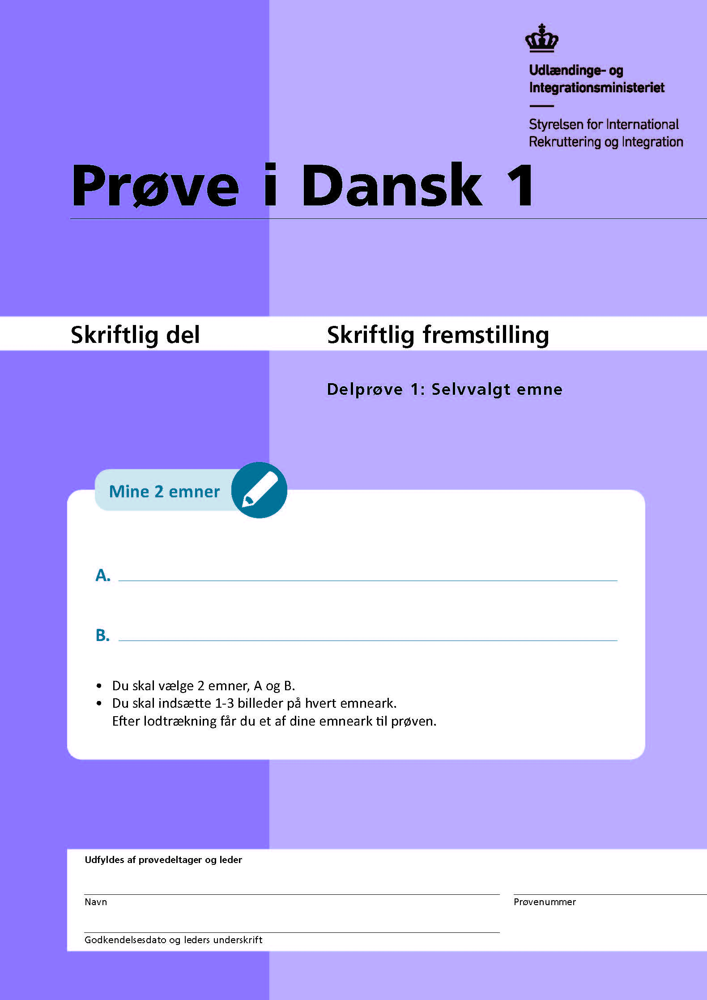 Udlændinge- og
Integrationsministeriet
Styrelsen for International
Rekruttering og Integration
Prøve i Dansk 1
Skriftlig del
Skriftlig fremstilling
Delprøve 1: Selvvalgt emne
Mine 2 emner
A.
B.
• Du skal vælge 2 emner, A og B.
• Du skal indsætte 1-3 billeder på hvert emneark.
Efter lodtrækning får du et af dine emneark til prøven.
Udfyldes af prøvedeltager og leder
Navn
Prøvenummer
Godkendelsesdato og leders underskrift